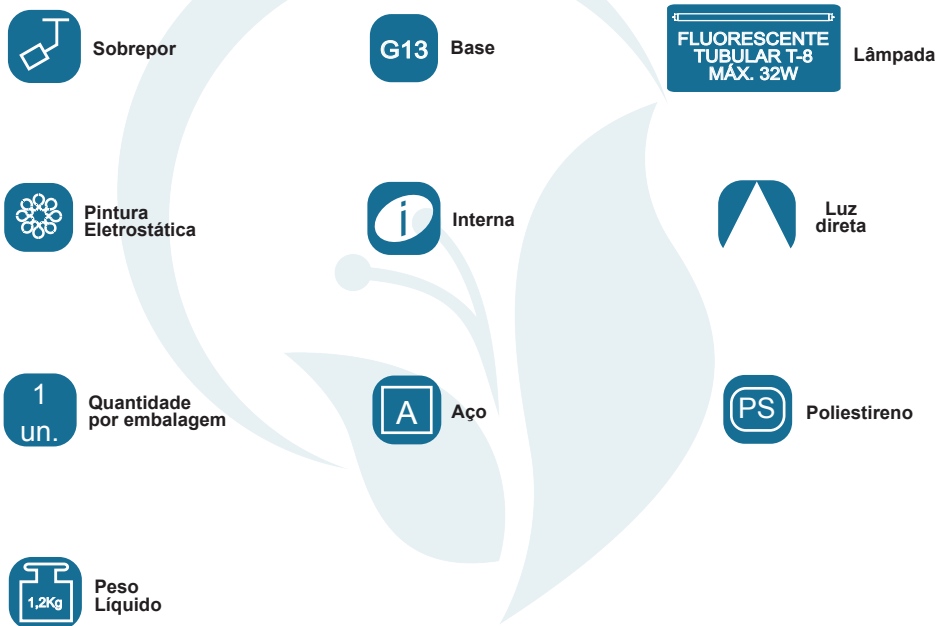 Sobrepor
G13
Base
FLUORESCENTE
TUBULAR T-8
MÁX. 32W
Lâmpada
Pintura
Eletrostática
i
Interna
Luz
direta
1
un.
Quantidade
por embalagem
A
Aço
PS
Poliestireno
1,2Kg
Peso
Líquido